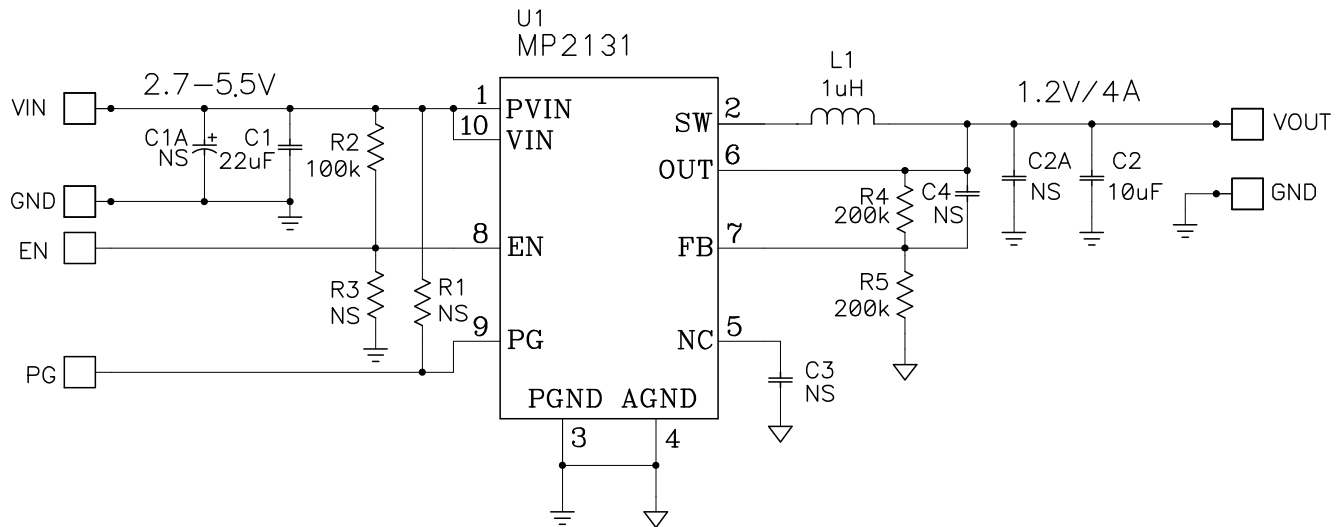 U1
MP2131
L1
1uH
2.7-5.5V
1.2V/4A
VIN
1
PVIN
SW
2
VOUT
10
VIN
C1A
NS
+
C1
22uF
R2
100k
OUT
6
C2A
NS
C2
10uF
GND
R4
200k
C4
NS
GND
EN
8
EN
FB
7
R3
NS
R1
NS
R5
200k
9
PG
NC
5
PG
C3
NS
PGND
AGND
3
4